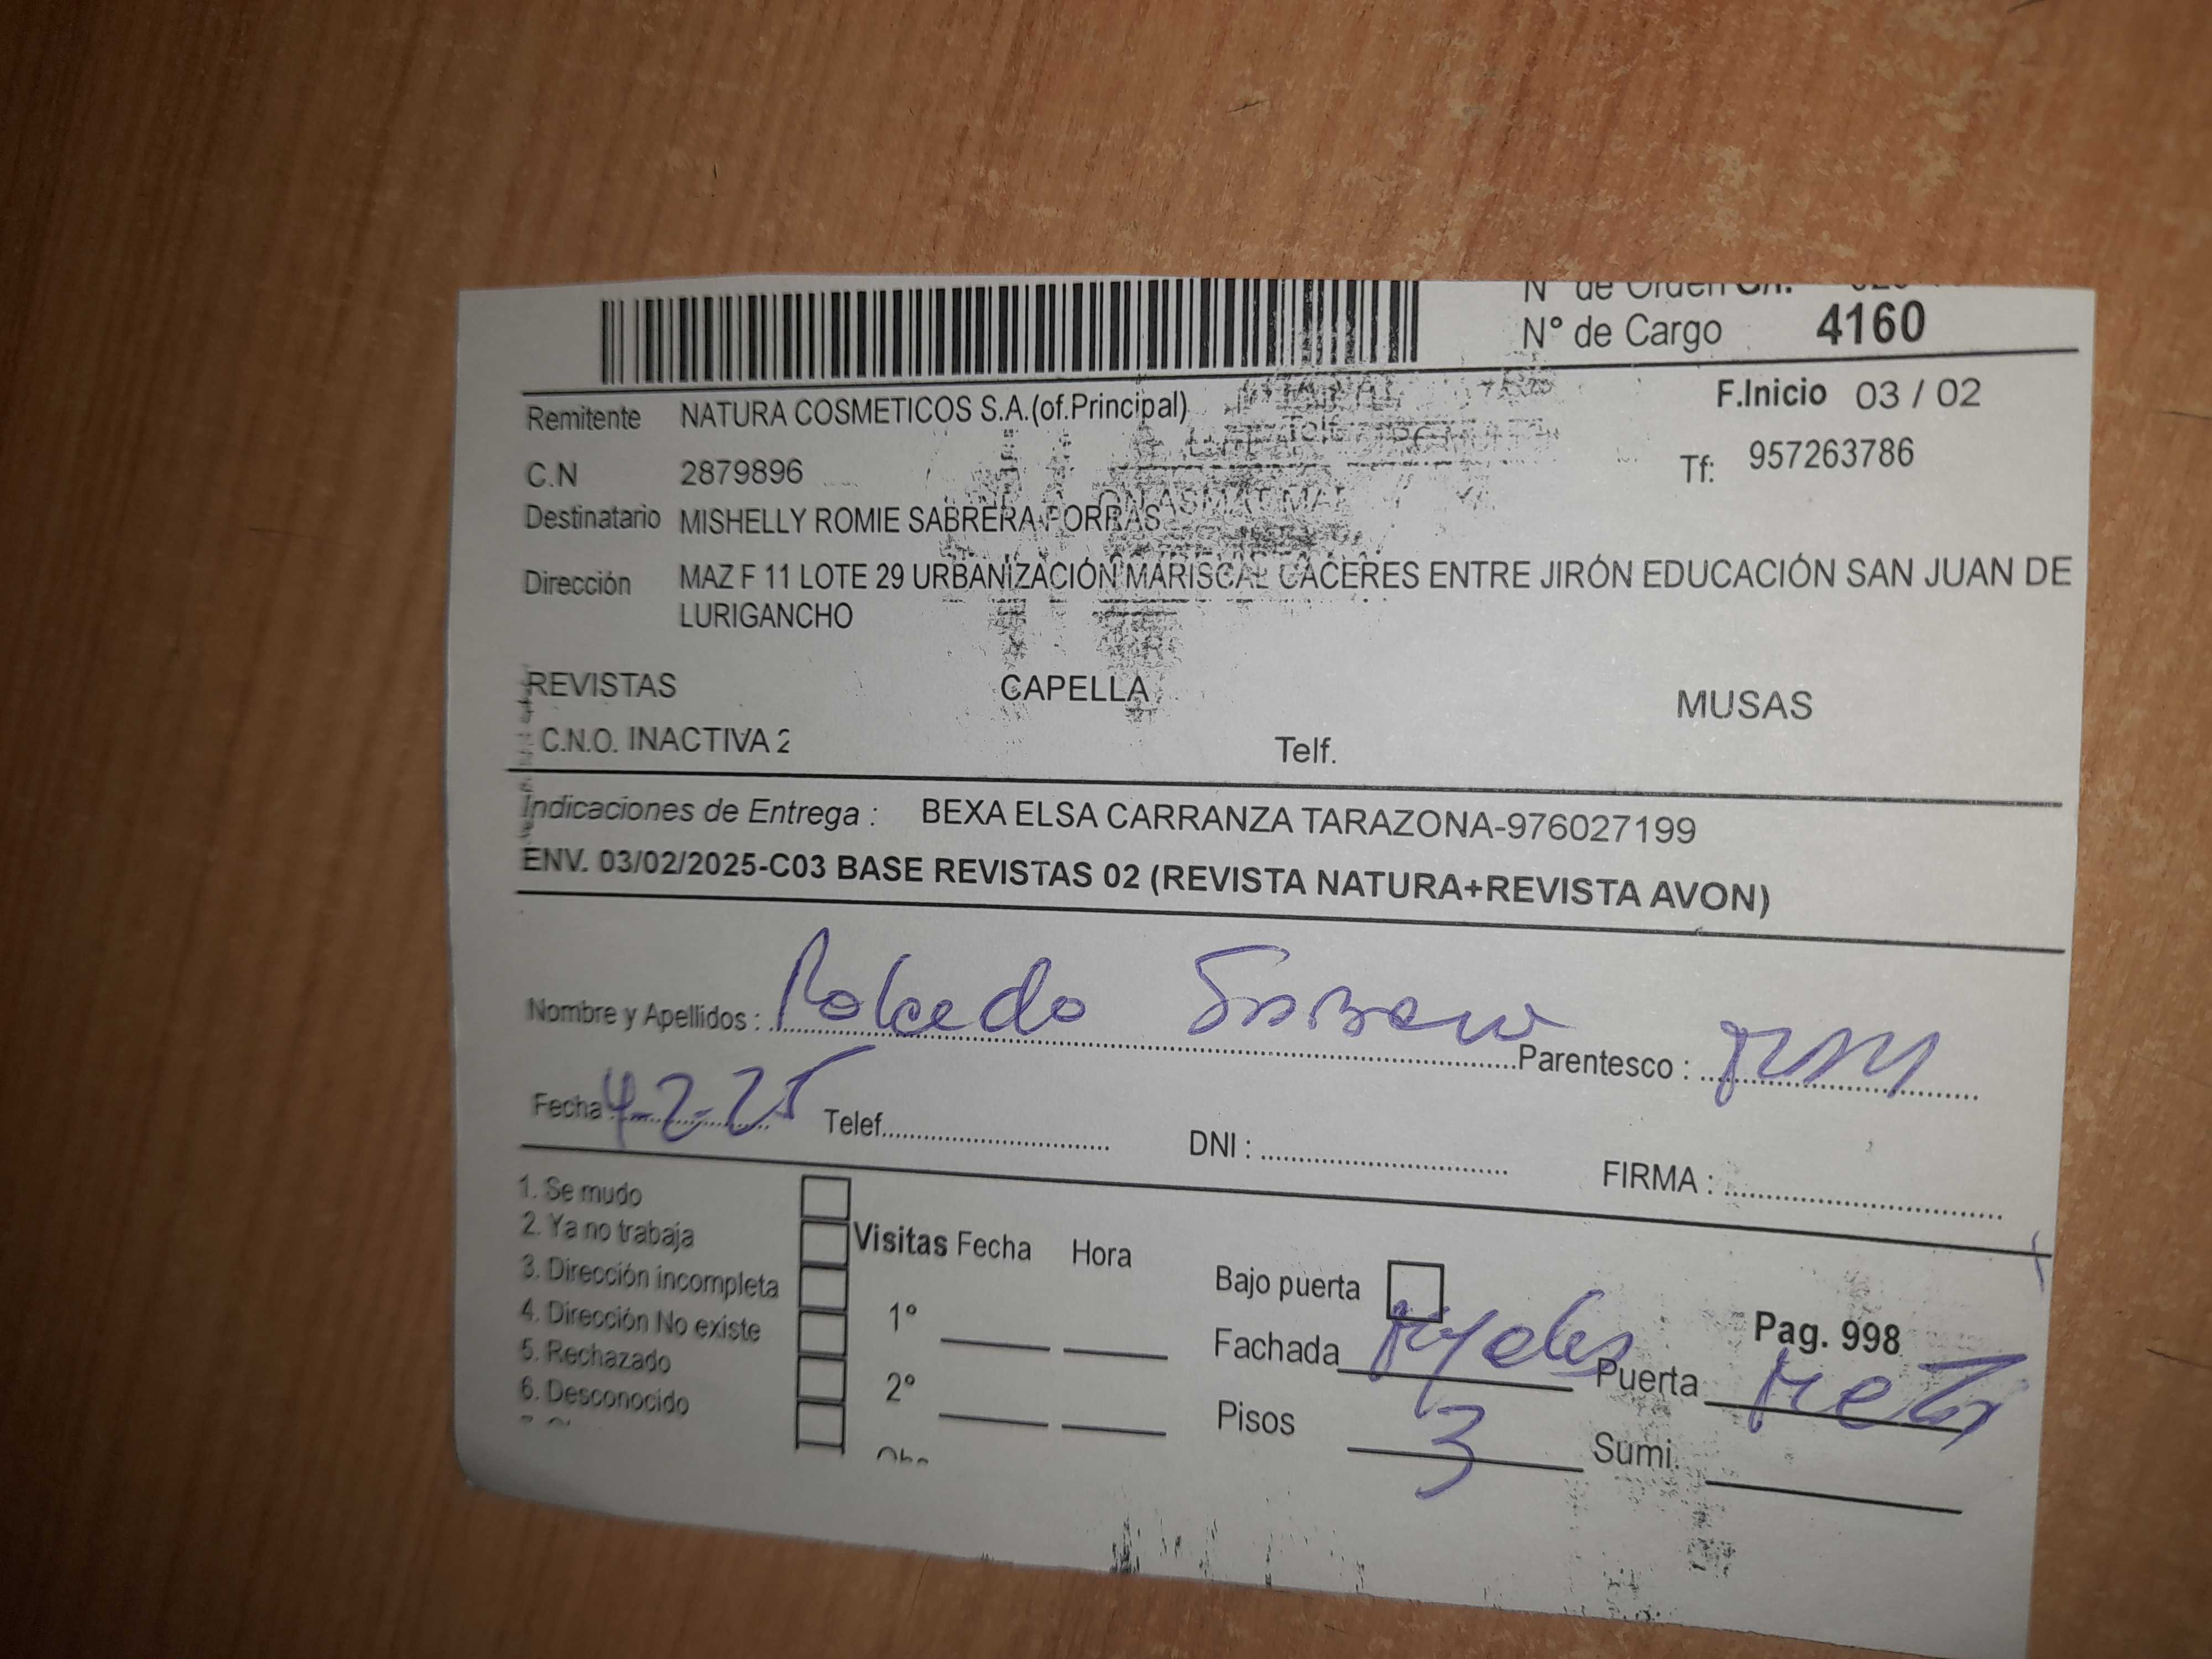 N° de Orden
N° de Cargo 4160
F.Inicio 03 / 02
Remitente NATURA COSMETICOS S.A.(of.Principal)
Tf: 957263786
C.N 2879896
Destinatario MISHELLY ROMIE SABRERA PORRAS
Dirección MAZ F 11 LOTE 29 URBANIZACIÓN MARISCAL CACERES ENTRE JIRÓN EDUCACIÓN SAN JUAN DE
LURIGANCHO
REVISTAS CAPELLA MUSAS
C.N.O. INACTIVA 2 Telf.
Indicaciones de Entrega : BEXA ELSA CARRANZA TARAZONA-976027199
ENV. 03/02/2025-C03 BASE REVISTAS 02 (REVISTA NATURA+REVISTA AVON)
Nombre y Apellidos :
Parentesco :
Fecha 4-2-25 Telef. DNI : FIRMA :
1. Se mudo
2. Ya no trabaja
3. Dirección incompleta
4. Dirección No existe
5. Rechazado
6. Desconocido
Visitas Fecha Hora
1°
2°
Bajo puerta
Pag. 998
Fachada Puerta
Pisos 3 Sumi.